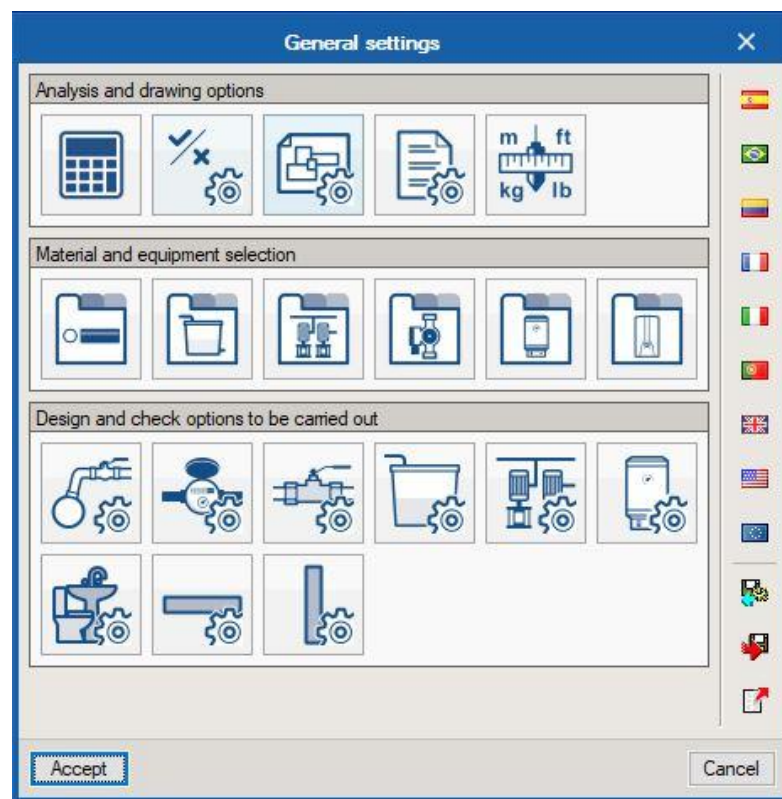 General settings
Analysis and drawing options
m ft
kg lb
Material and equipment selection
Design and check options to be carried out
Accept
Cancel